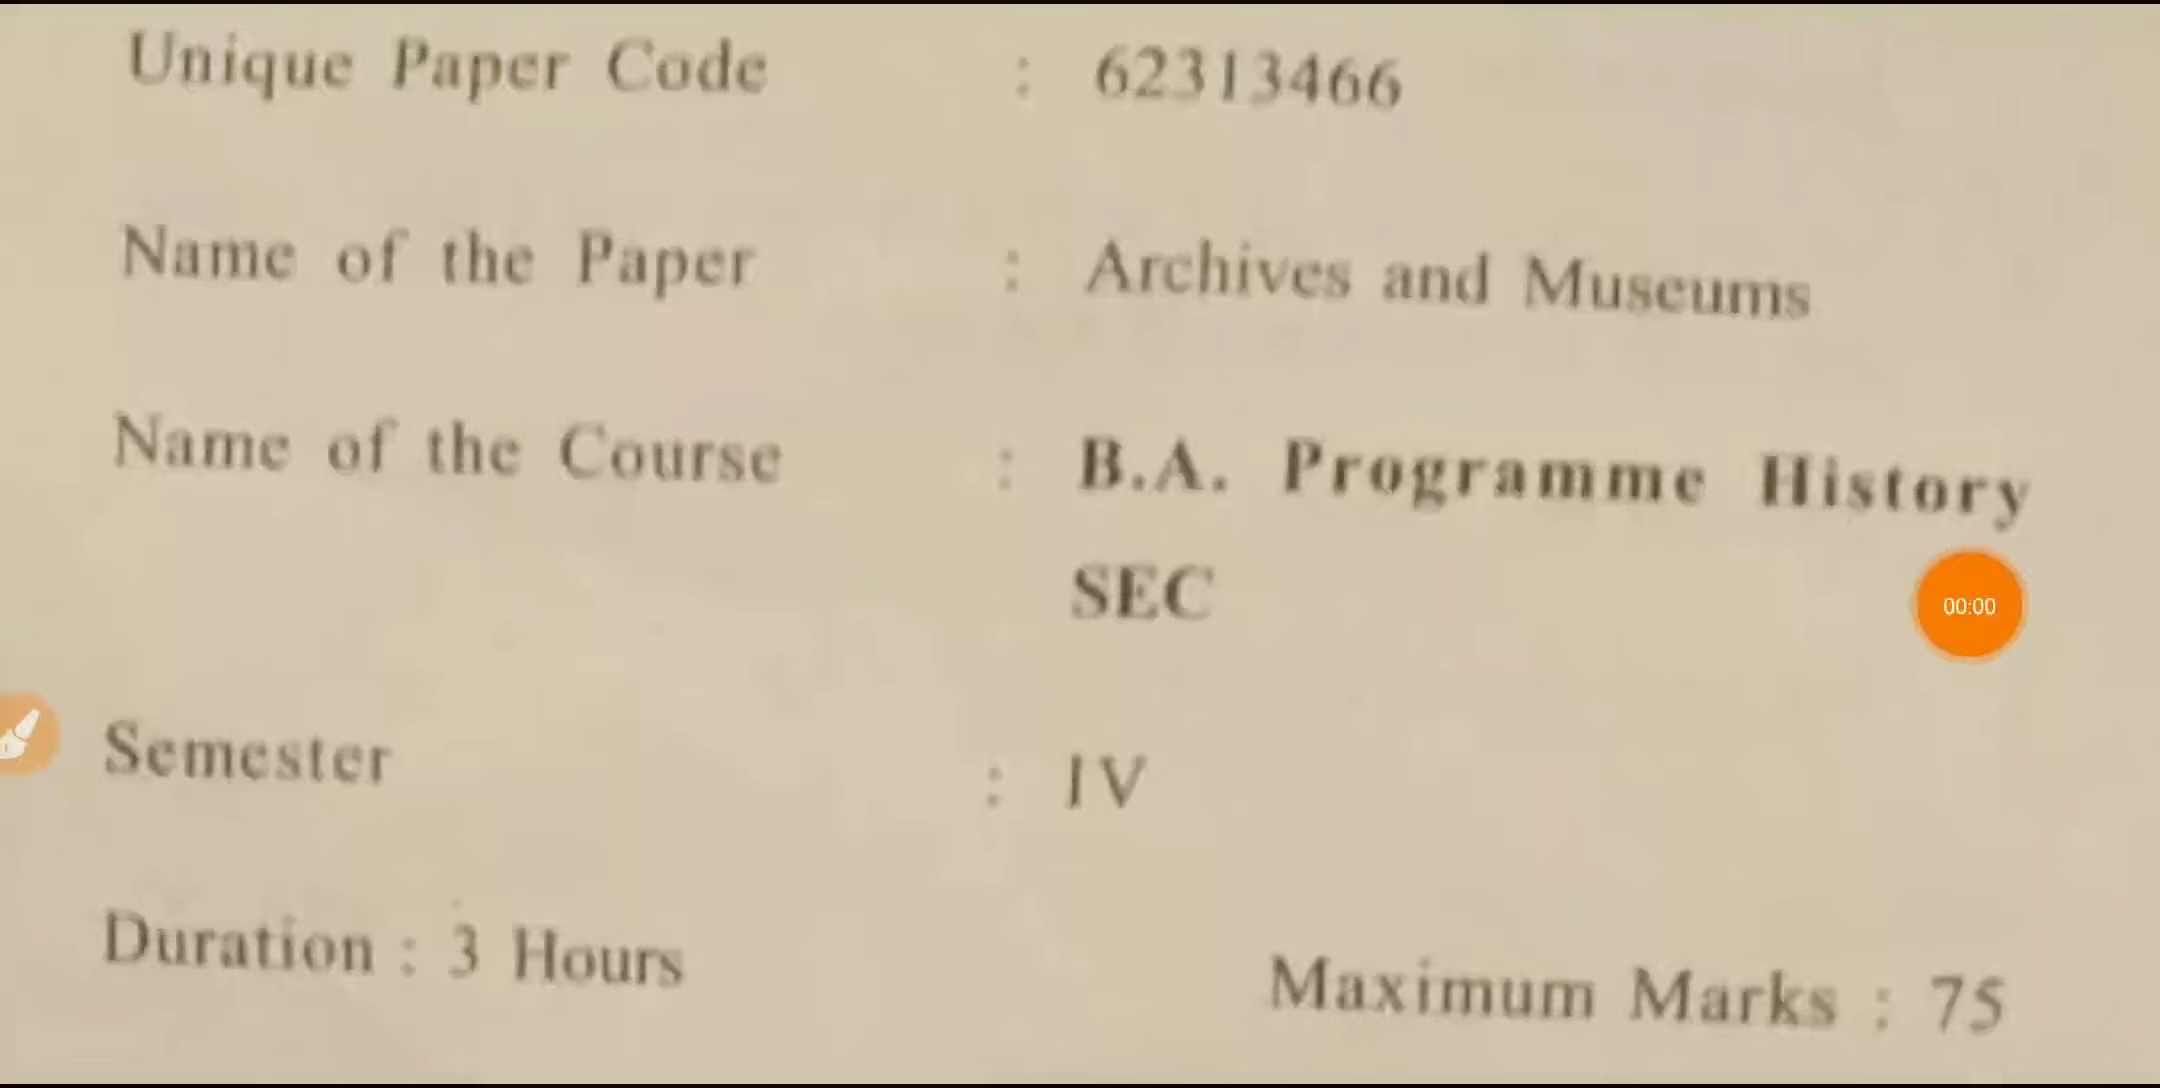 Unique Paper Code : 62313466
Name of the Paper : Archives and Museums
Name of the Course : B.A. Programme History
SEC
00:00
Semester : IV
Duration : 3 Hours Maximum Marks : 75